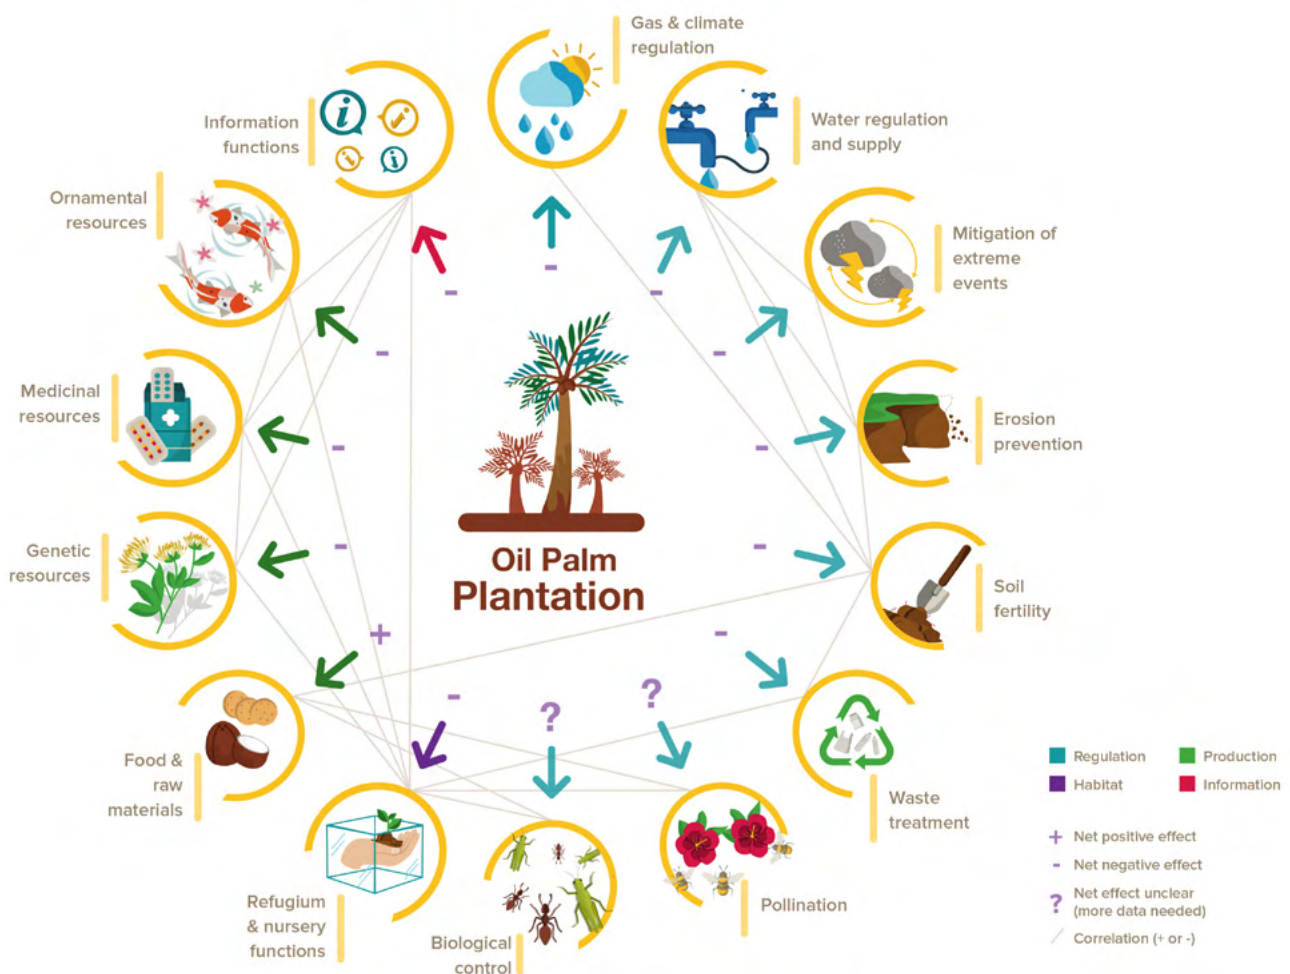 Gas & climate
regulation
Information
functions
Water regulation
and supply
Ornamental
resources
Mitigation of
extreme
events
-
-
-
-
-
Medicinal
resources
-
-
Erosion
prevention
Genetic
resources
-
-
Oil Palm
Plantation
Soil
fertility
+
-
-
?
?
Food &
raw
materials
Waste
treatment
Refugium
& nursery
functions
Biological
control
Pollination
Regulation
Production
Habitat
Information
+ Net positive effect
- Net negative effect
? Net effect unclear
(more data needed)
Correlation (+ or -)